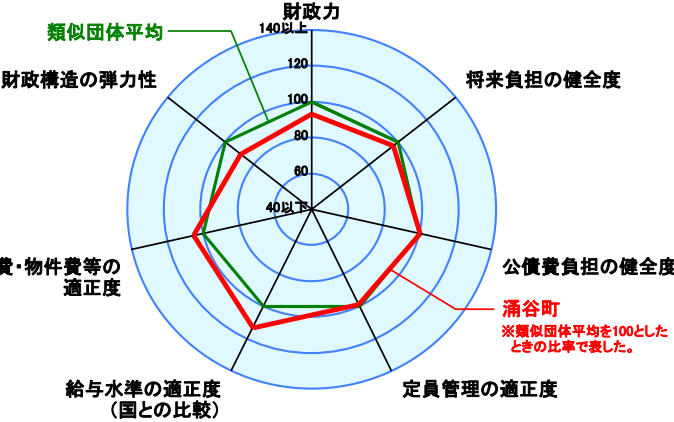 財政力
類似団体平均
140以上
120
100
80
60
40以下
財政構造の弾力性
将来負担の健全度
費・物件費等の
適正度
公債費負担の健全度
涌谷町
※類似団体平均を100とした
ときの比率で表した。
給与水準の適正度
（国との比較）
定員管理の適正度